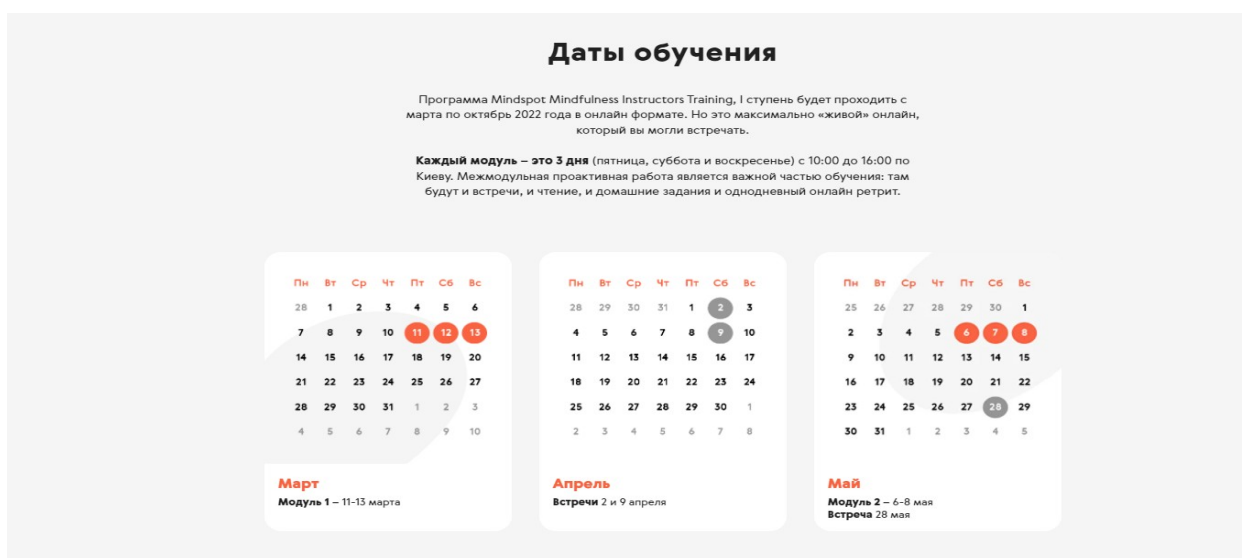 Даты обучения
Программа Mindspot Mindfulness Instructors Training, I ступень будет проходить с
марта по октябрь 2022 года в онлайн формате. Но это максимально «живой» онлайн,
который вы могли встречать.
Каждый модуль – это 3 дня (пятница, суббота и воскресенье) с 10:00 до 16:00 по
Киеву. Межмодульная проактивная работа является важной частью обучения: там
будут и встречи, и чтение, и домашние задания и однодневный онлайн ретрит.
Пн Вт Ср Чт Пт Сб Вс
28 1 2 3 4 5 6
7 8 9 10 11 12 13
14 15 16 17 18 19 20
21 22 23 24 25 26 27
28 29 30 31 1 2 3
4 5 6 7 8 9 10
Март
Модуль 1 – 11-13 марта
Пн Вт Ср Чт Пт Сб Вс
28 29 30 31 1 2 3
4 5 6 7 8 9 10
11 12 13 14 15 16 17
18 19 20 21 22 23 24
25 26 27 28 29 30 1
2 3 4 5 6 7 8
Апрель
Встречи 2 и 9 апреля
Пн Вт Ср Чт Пт Сб Вс
25 26 27 28 29 30 1
2 3 4 5 6 7 8
9 10 11 12 13 14 15
16 17 18 19 20 21 22
23 24 25 26 27 28 29
30 31 1 2 3 4 5
Май
Модуль 2 – 6-8 мая
Встреча 28 мая